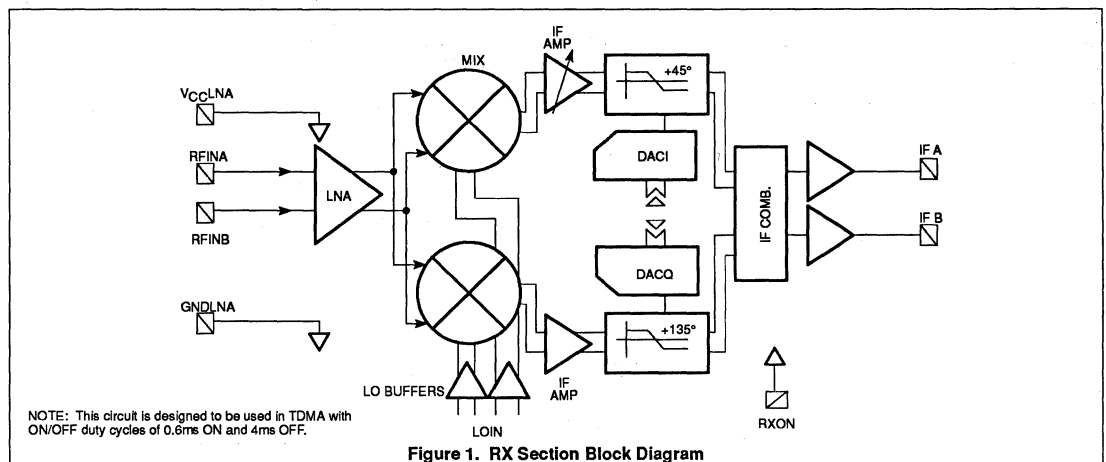 IF
AMP
MIX
+45°
VCCLNA
DACI
IF A
RFINA
LNA
IF COMB.
RFINB
IF B
DACQ
GNDLNA
+135°
LO BUFFERS
IF
AMP
RXON
LOIN
NOTE: This circuit is designed to be used in TDMA with
ON/OFF duty cycles of 0.6ms ON and 4ms OFF.
Figure 1. RX Section Block Diagram